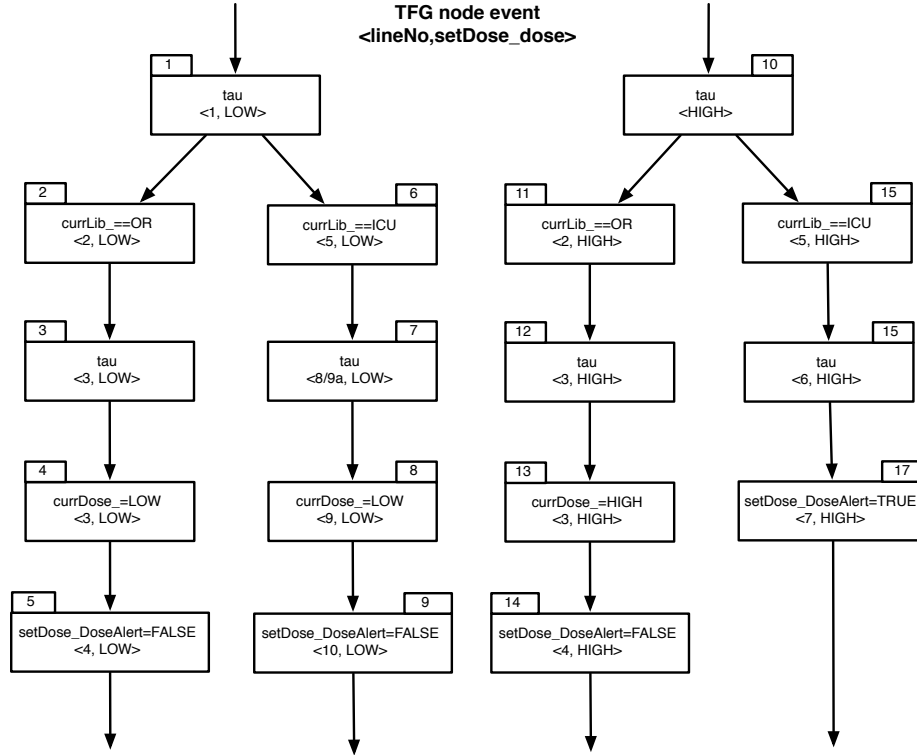 TFG node event
<lineNo,setDose_dose>
1
tau
<1, LOW>
10
tau
<HIGH>
2
currLib_==OR
<2, LOW>
6
currLib_==ICU
<5, LOW>
11
currLib_==OR
<2, HIGH>
15
currLib_==ICU
<5, HIGH>
3
tau
<3, LOW>
7
tau
<8/9a, LOW>
12
tau
<3, HIGH>
15
tau
<6, HIGH>
4
currDose_=LOW
<3, LOW>
8
currDose_=LOW
<9, LOW>
13
currDose_=HIGH
<3, HIGH>
17
setDose_DoseAlert=TRUE
<7, HIGH>
5
setDose_DoseAlert=FALSE
<4, LOW>
9
setDose_DoseAlert=FALSE
<10, LOW>
14
setDose_DoseAlert=FALSE
<4, HIGH>